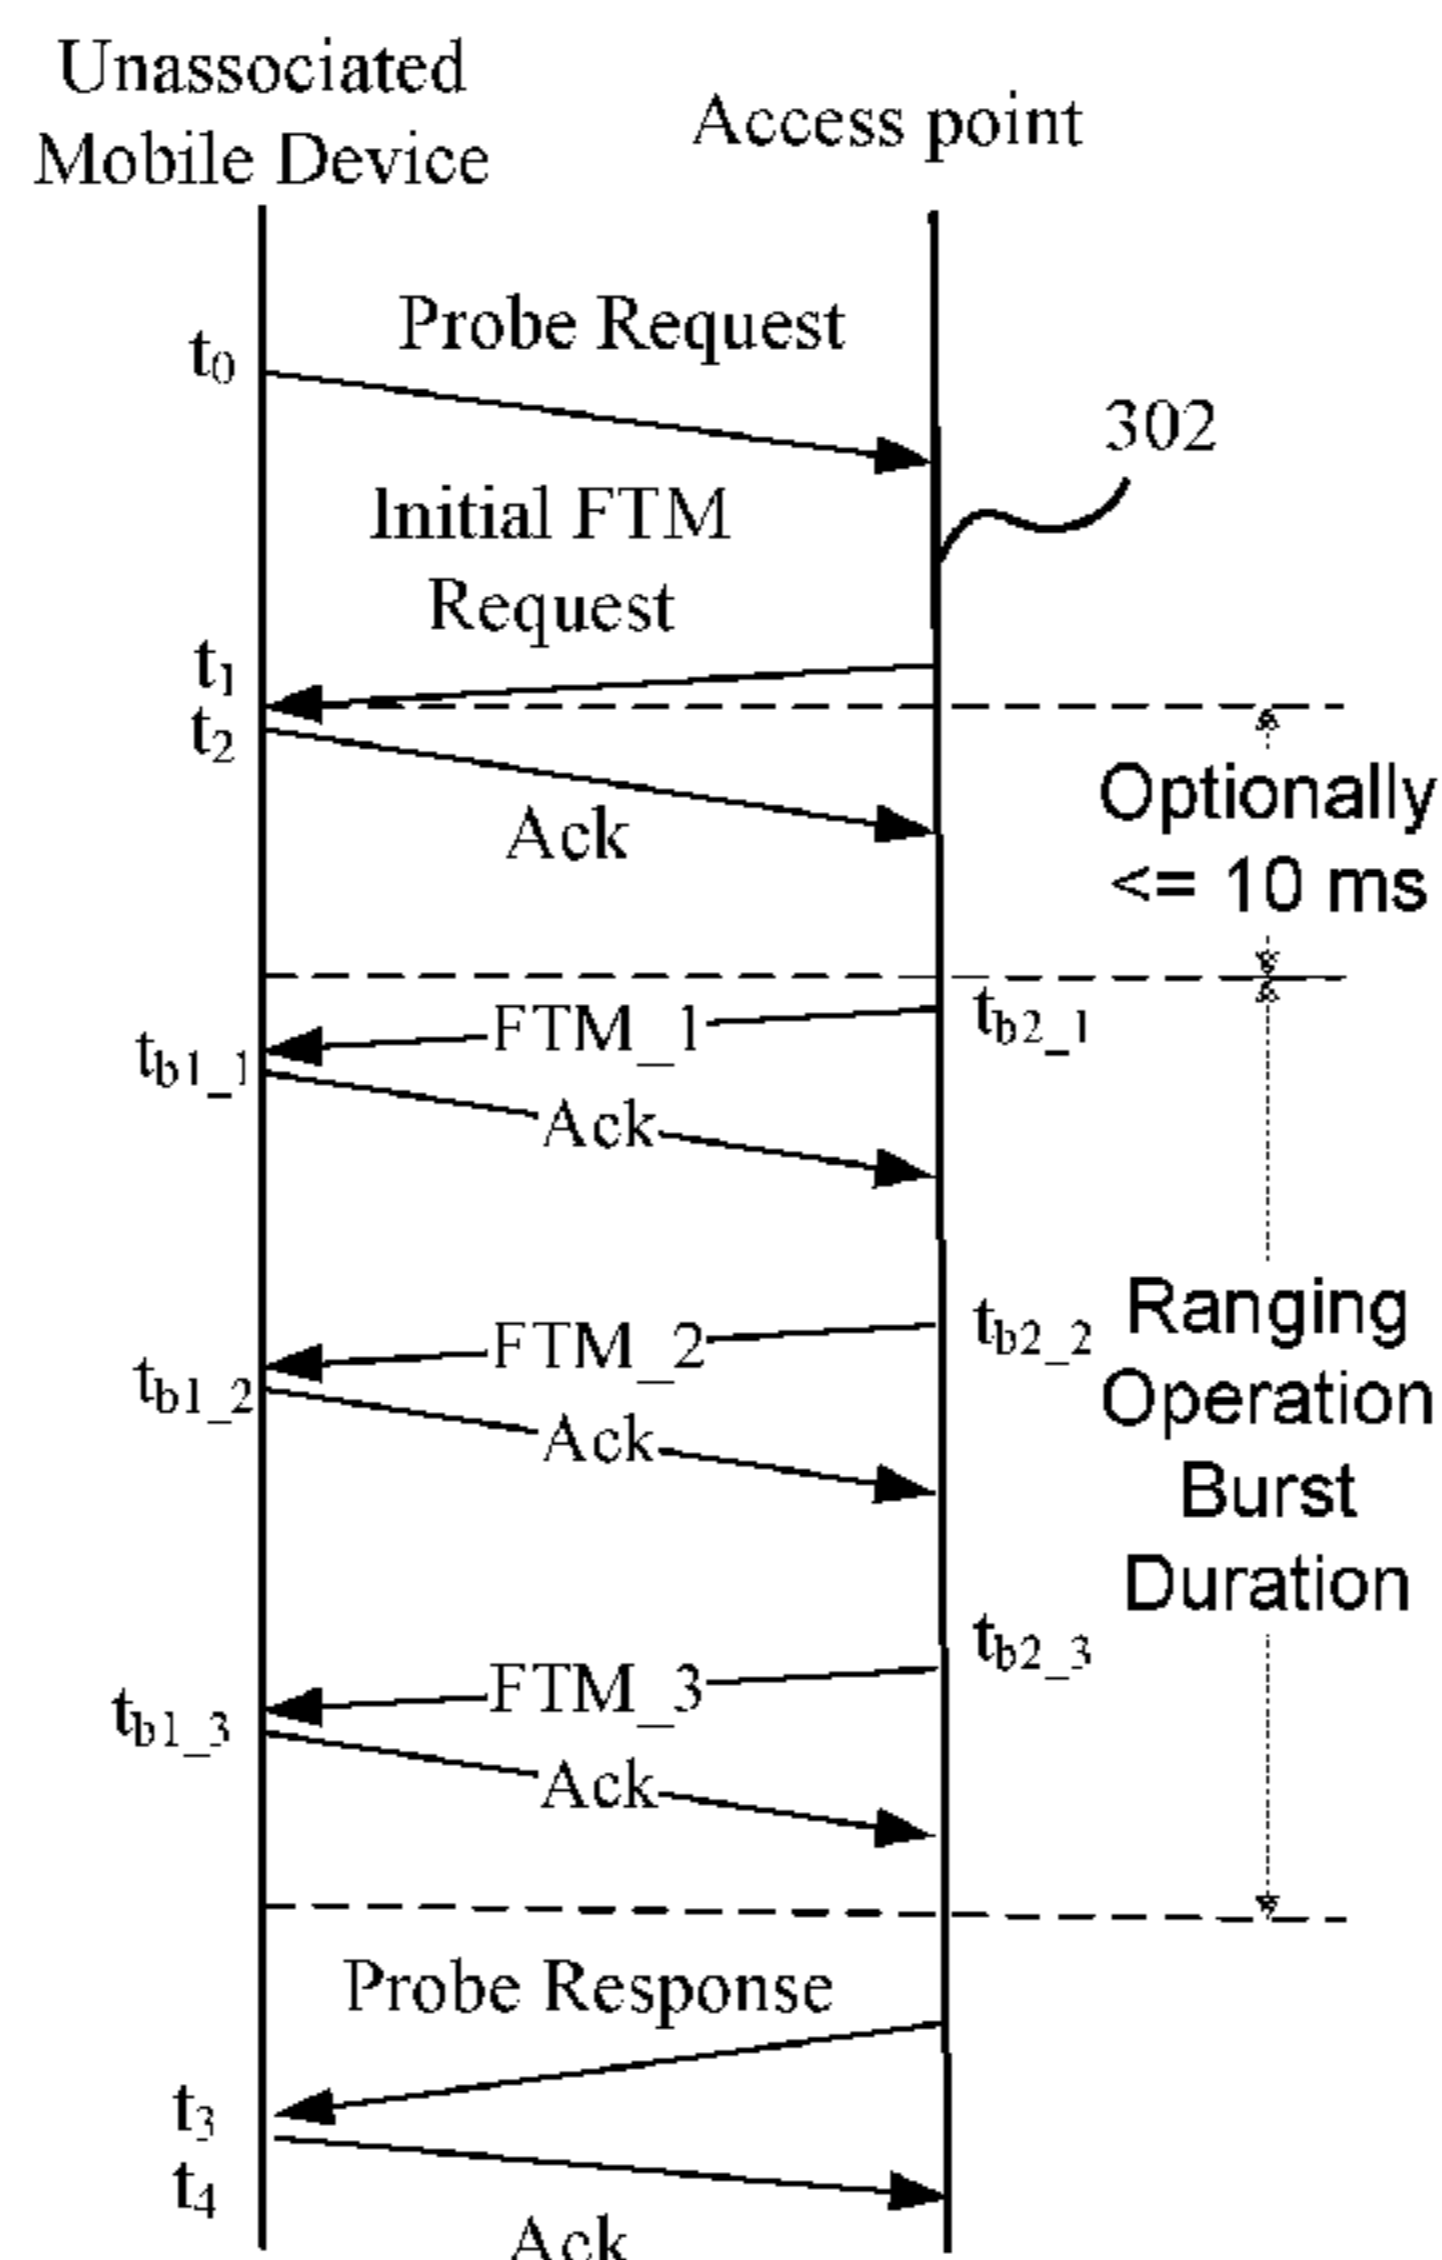 Unassociated
Mobile Device
Access point
Probe Request
t0
302
Initial FTM
Request
t1
t2
Optionally
<= 10 ms
Ack
FTM_1
tb2_1
tb1_1
Ack
FTM_2
tb2_2
tb1_2
Ack
Ranging
Operation
Burst
Duration
FTM_3
tb2_3
tb1_3
Ack
Probe Response
t3
t4
Ack